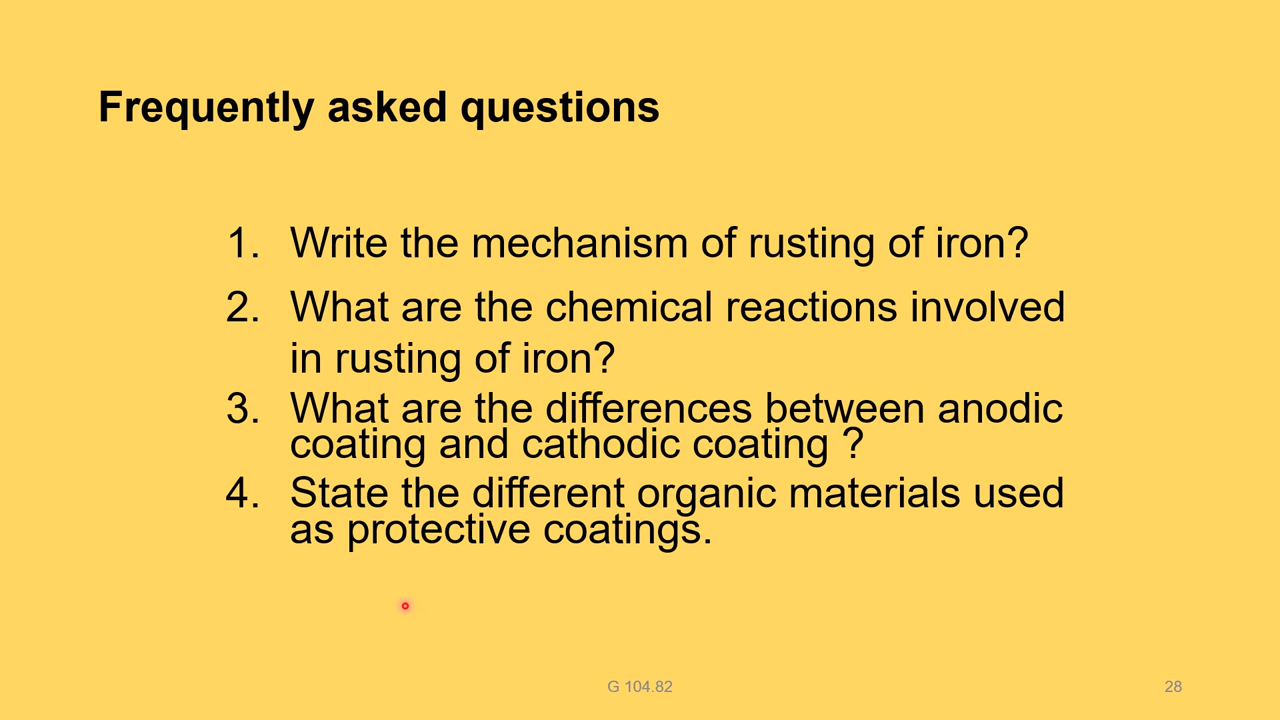 Frequently asked questions
1. Write the mechanism of rusting of iron?
2. What are the chemical reactions involved
in rusting of iron?
3. What are the differences between anodic
coating and cathodic coating ?
4. State the different organic materials used
as protective coatings.
G 104.82
28